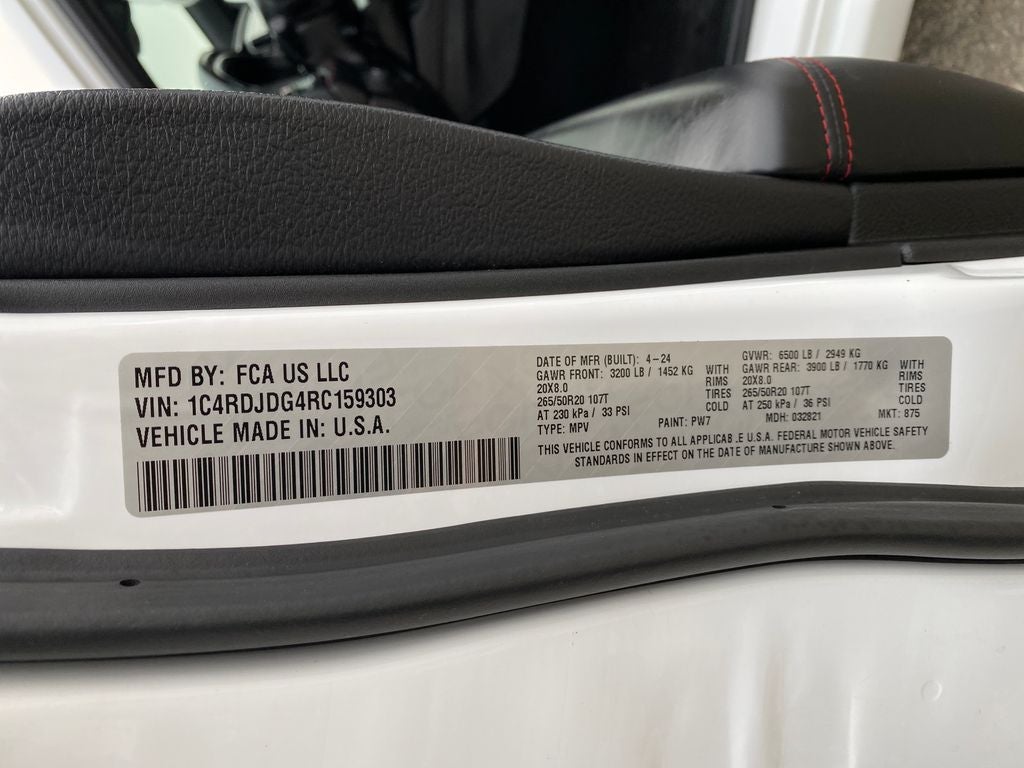 MFD BY: FCA US LLC
VIN: 1C4RDJDG4RC159303
VEHICLE MADE IN: U.S.A.
DATE OF MFR (BUILT): 4-24
GVWR: 6500 LB / 2949 KG
GAWR FRONT: 3200 LB / 1452 KG WITH
20X8.0 RIMS
265/50R20 107T TIRES
AT 230 kPa / 33 PSI COLD
GAWR REAR: 3900 LB / 1770 KG WITH
20X8.0 RIMS
265/50R20 107T TIRES
AT 250 kPa / 36 PSI COLD
TYPE: MPV PAINT: PW7 MDH: 032821 MKT: 875
THIS VEHICLE CONFORMS TO ALL APPLICAB .E U.S.A. FEDERAL MOTOR VEHICLE SAFETY
STANDARDS IN EFFECT ON THE DATE OF MANUFACTURE SHOWN ABOVE.